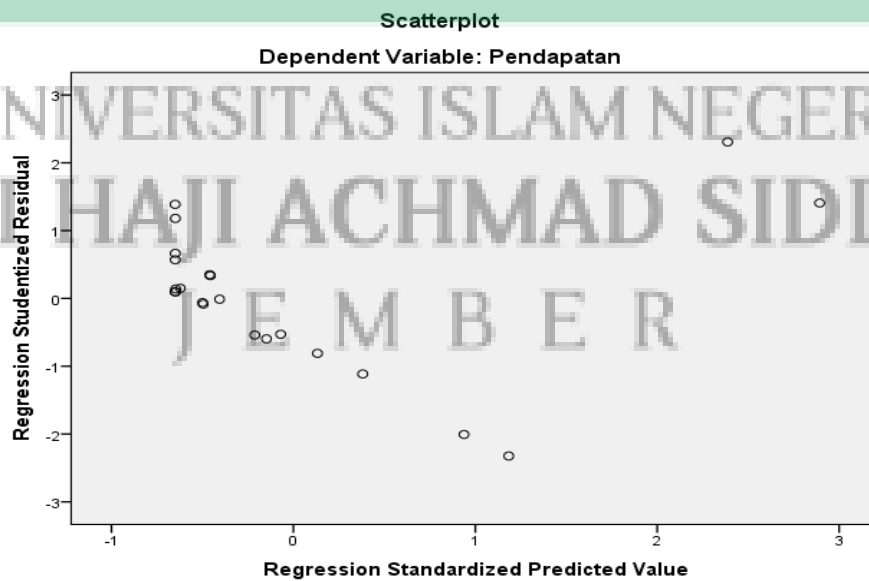 Scatterplot
Dependent Variable: Pendapatan
NIVERSITAS ISLAM NEGER
HAJI ACHMAD SIDI
J E M B E R
Regression Studentized Residual
3
2
1
0
-1
-2
-3
-1 0 1 2 3
Regression Standardized Predicted Value